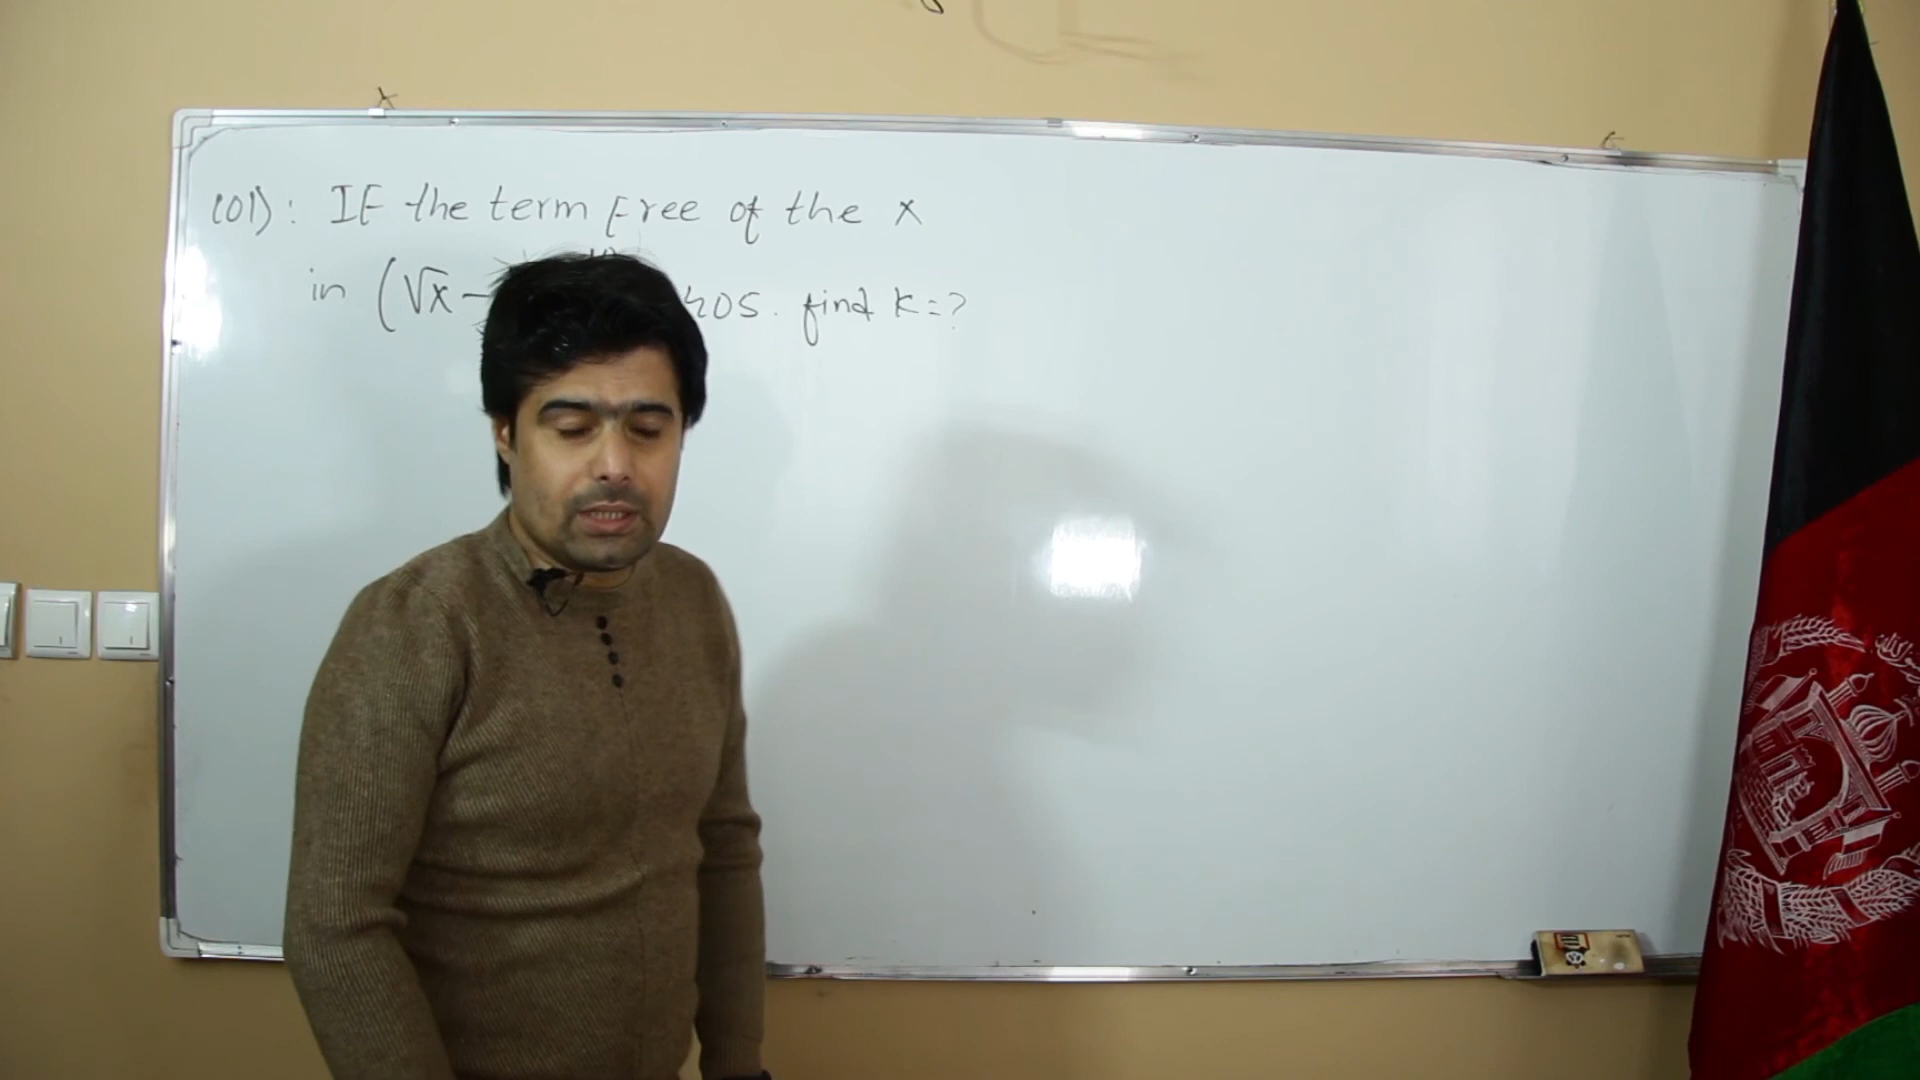 (01): If the term free of the x
in (√x - 405. find k=?